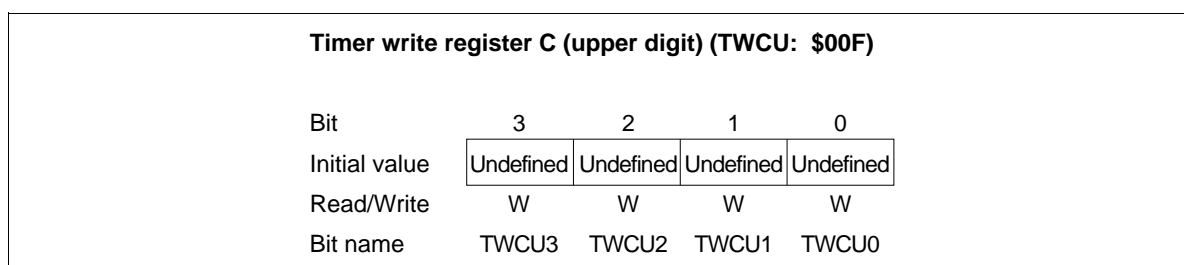 Timer write register C (upper digit) (TWCU: $00F)
Bit 3 2 1 0
Initial value Undefined Undefined Undefined Undefined
Read/Write W W W W
Bit name TWCU3 TWCU2 TWCU1 TWCU0